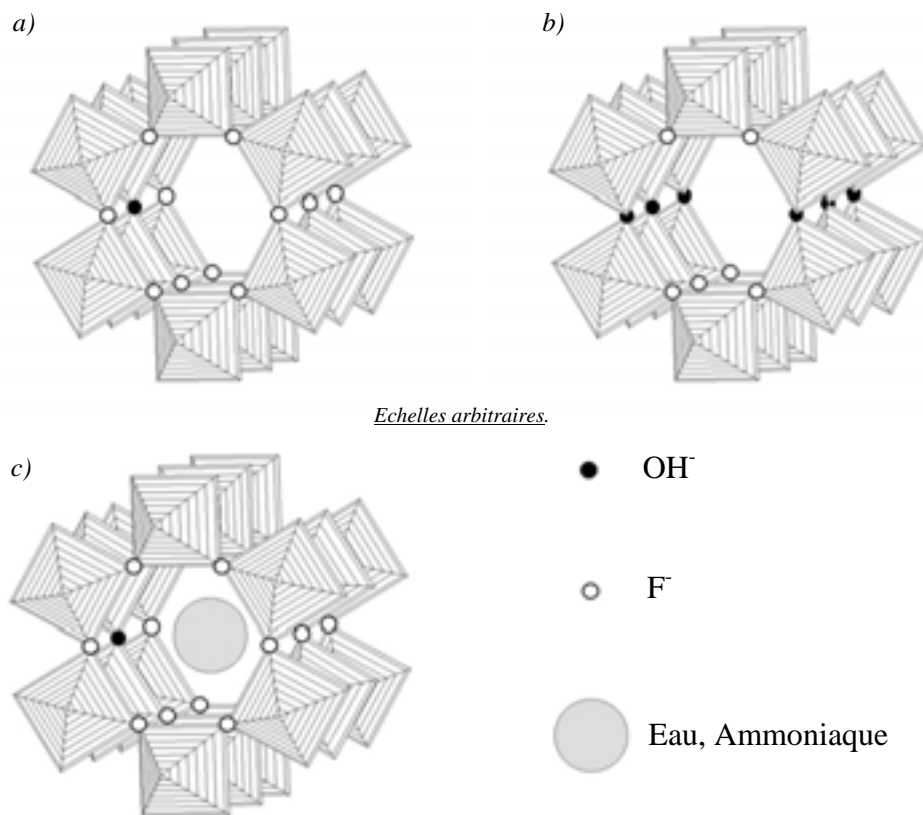 a)
b)
Echelles arbitraires.
c)
OH⁻
F⁻
Eau, Ammoniaque